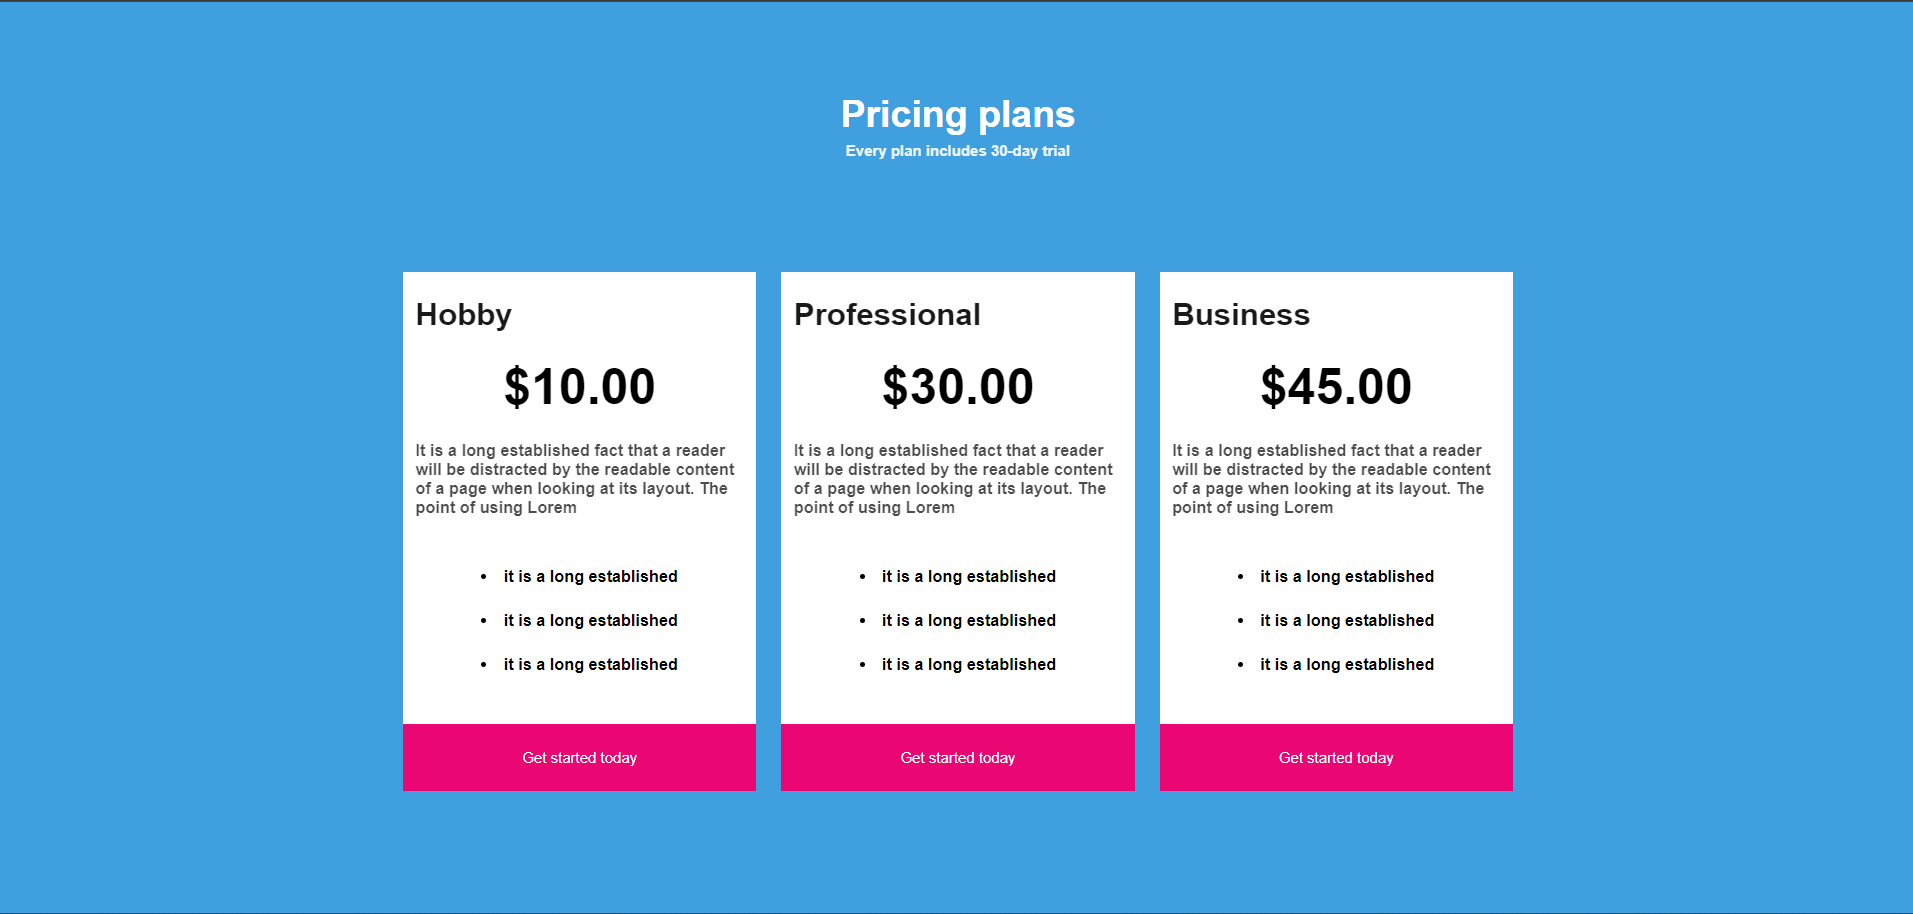 Pricing plans
Every plan includes 30-day trial
Hobby
$10.00
It is a long established fact that a reader
will be distracted by the readable content
of a page when looking at its layout. The
point of using Lorem
it is a long established
it is a long established
it is a long established
Get started today
Professional
$30.00
It is a long established fact that a reader
will be distracted by the readable content
of a page when looking at its layout. The
point of using Lorem
it is a long established
it is a long established
it is a long established
Get started today
Business
$45.00
It is a long established fact that a reader
will be distracted by the readable content
of a page when looking at its layout. The
point of using Lorem
it is a long established
it is a long established
it is a long established
Get started today